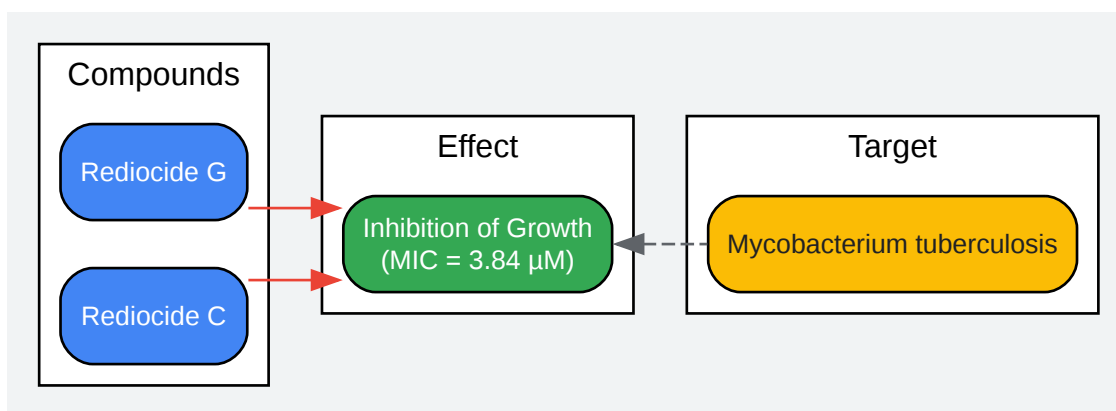 Compounds
Rediocide G
Rediocide C
Effect
Inhibition of Growth
(MIC = 3.84 µM)
Target
Mycobacterium tuberculosis